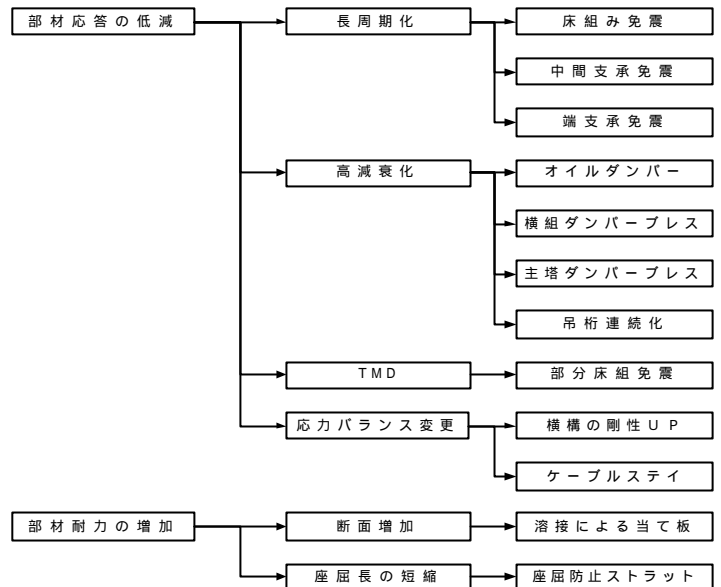 部材応答の低減
長周期化
床組み免震
中間支承免震
端支承免震
高減衰化
オイルダンパー
横組ダンパーブレス
主塔ダンパーブレス
吊桁連続化
TMD
部分床組免震
応力バランス変更
横構の剛性UP
ケーブルステイ
部材耐力の増加
断面増加
溶接による当て板
座屈長の短縮
座屈防止ストラット